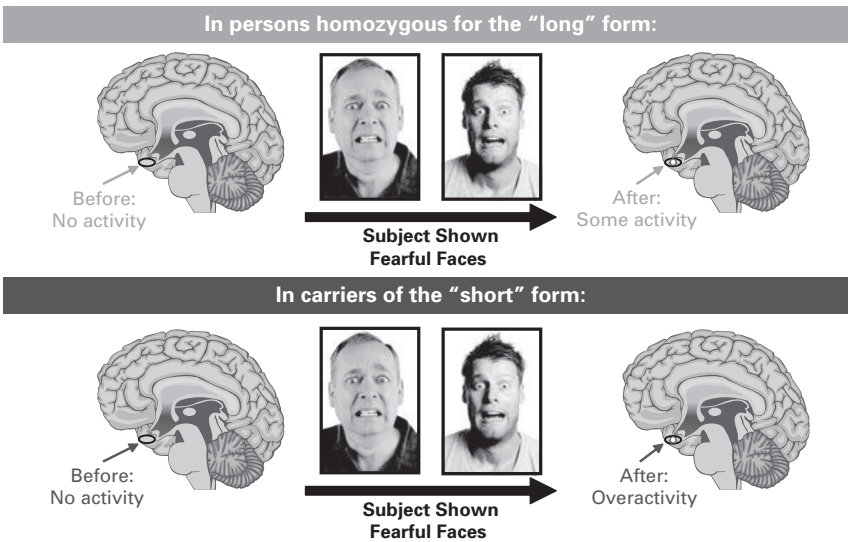 In persons homozygous for the “long” form:
Before:
No activity
Subject Shown
Fearful Faces
After:
Some activity
In carriers of the “short” form:
Before:
No activity
Subject Shown
Fearful Faces
After:
Overactivity